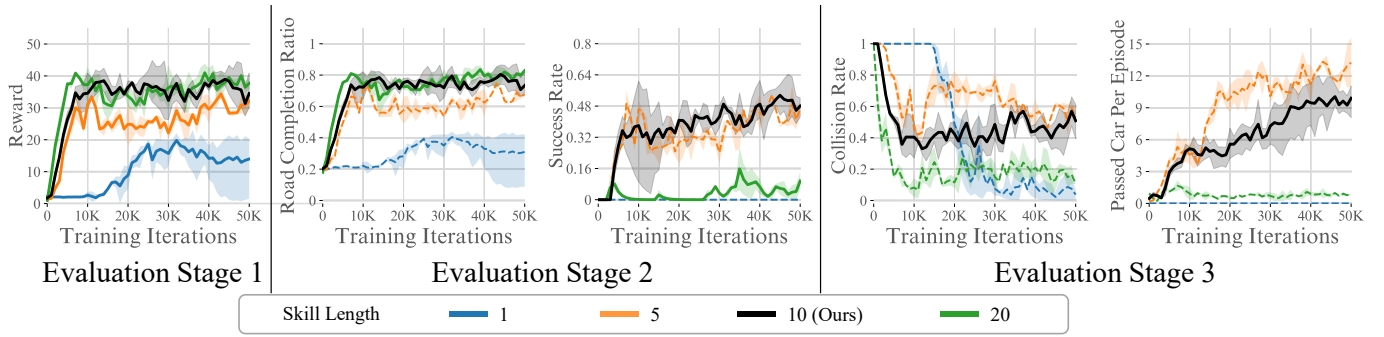 Reward
50
40
30
20
10
0
0
10K
20K
30K
40K
50K
Training Iterations
Evaluation Stage 1
Road Completion Ratio
1
0.8
0.6
0.4
0.2
0
0
10K
20K
30K
40K
50K
Training Iterations
Success Rate
0.8
0.64
0.48
0.32
0.16
0
0
10K
20K
30K
40K
50K
Training Iterations
Evaluation Stage 2
Collision Rate
1
0.8
0.6
0.4
0.2
0
0
10K
20K
30K
40K
50K
Training Iterations
Passed Car Per Episode
15
12
9
6
3
0
0
10K
20K
30K
40K
50K
Training Iterations
Evaluation Stage 3
Skill Length 1 5 10 (Ours) 20